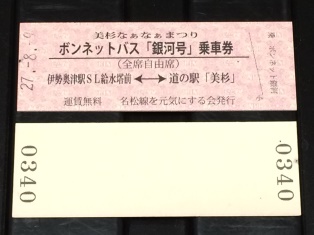 美杉なぁなぁまつり
ボンネットバス「銀河号」乗車券
(全席自由席)
伊勢奥津駅SL給水塔前⟷道の駅「美杉」
運賃無料 名松線を元気にする会発行
27.-8.-9
0340
0340